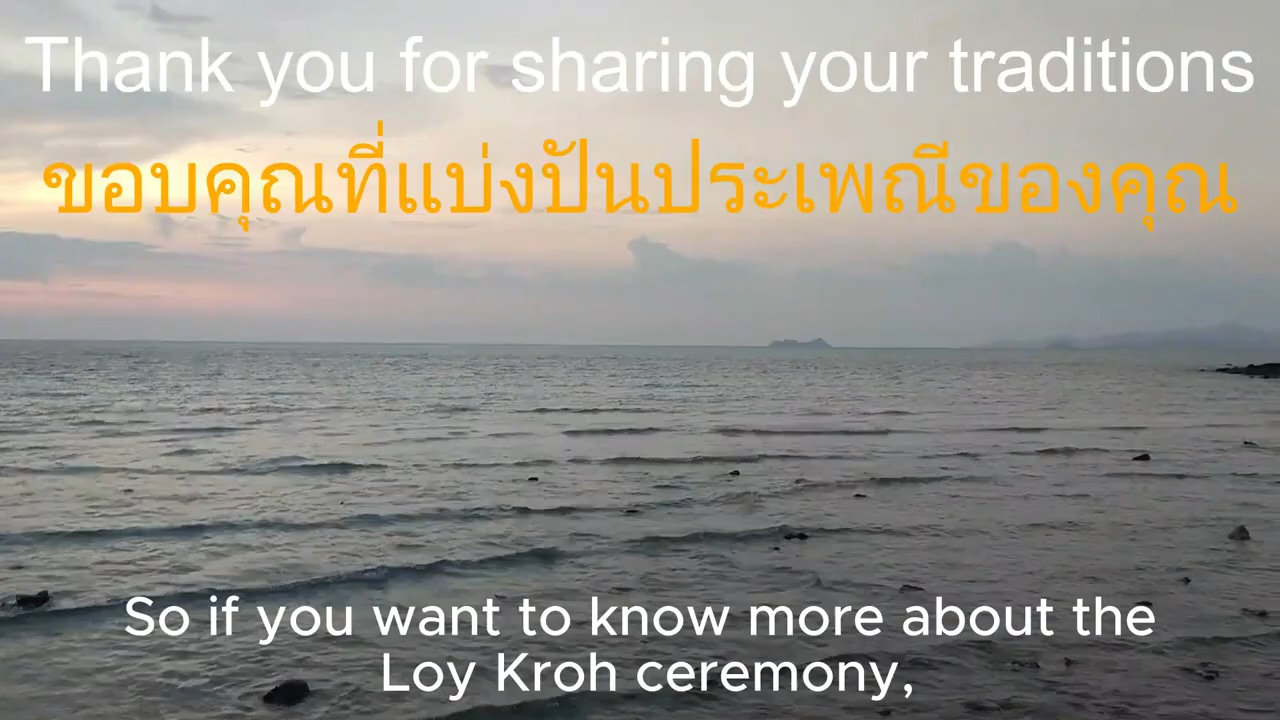 Thank you for sharing your traditions
ขอบคุณที่แบ่งปันประเพณีของคุณ
So if you want to know more about the
Loy Kroh ceremony,